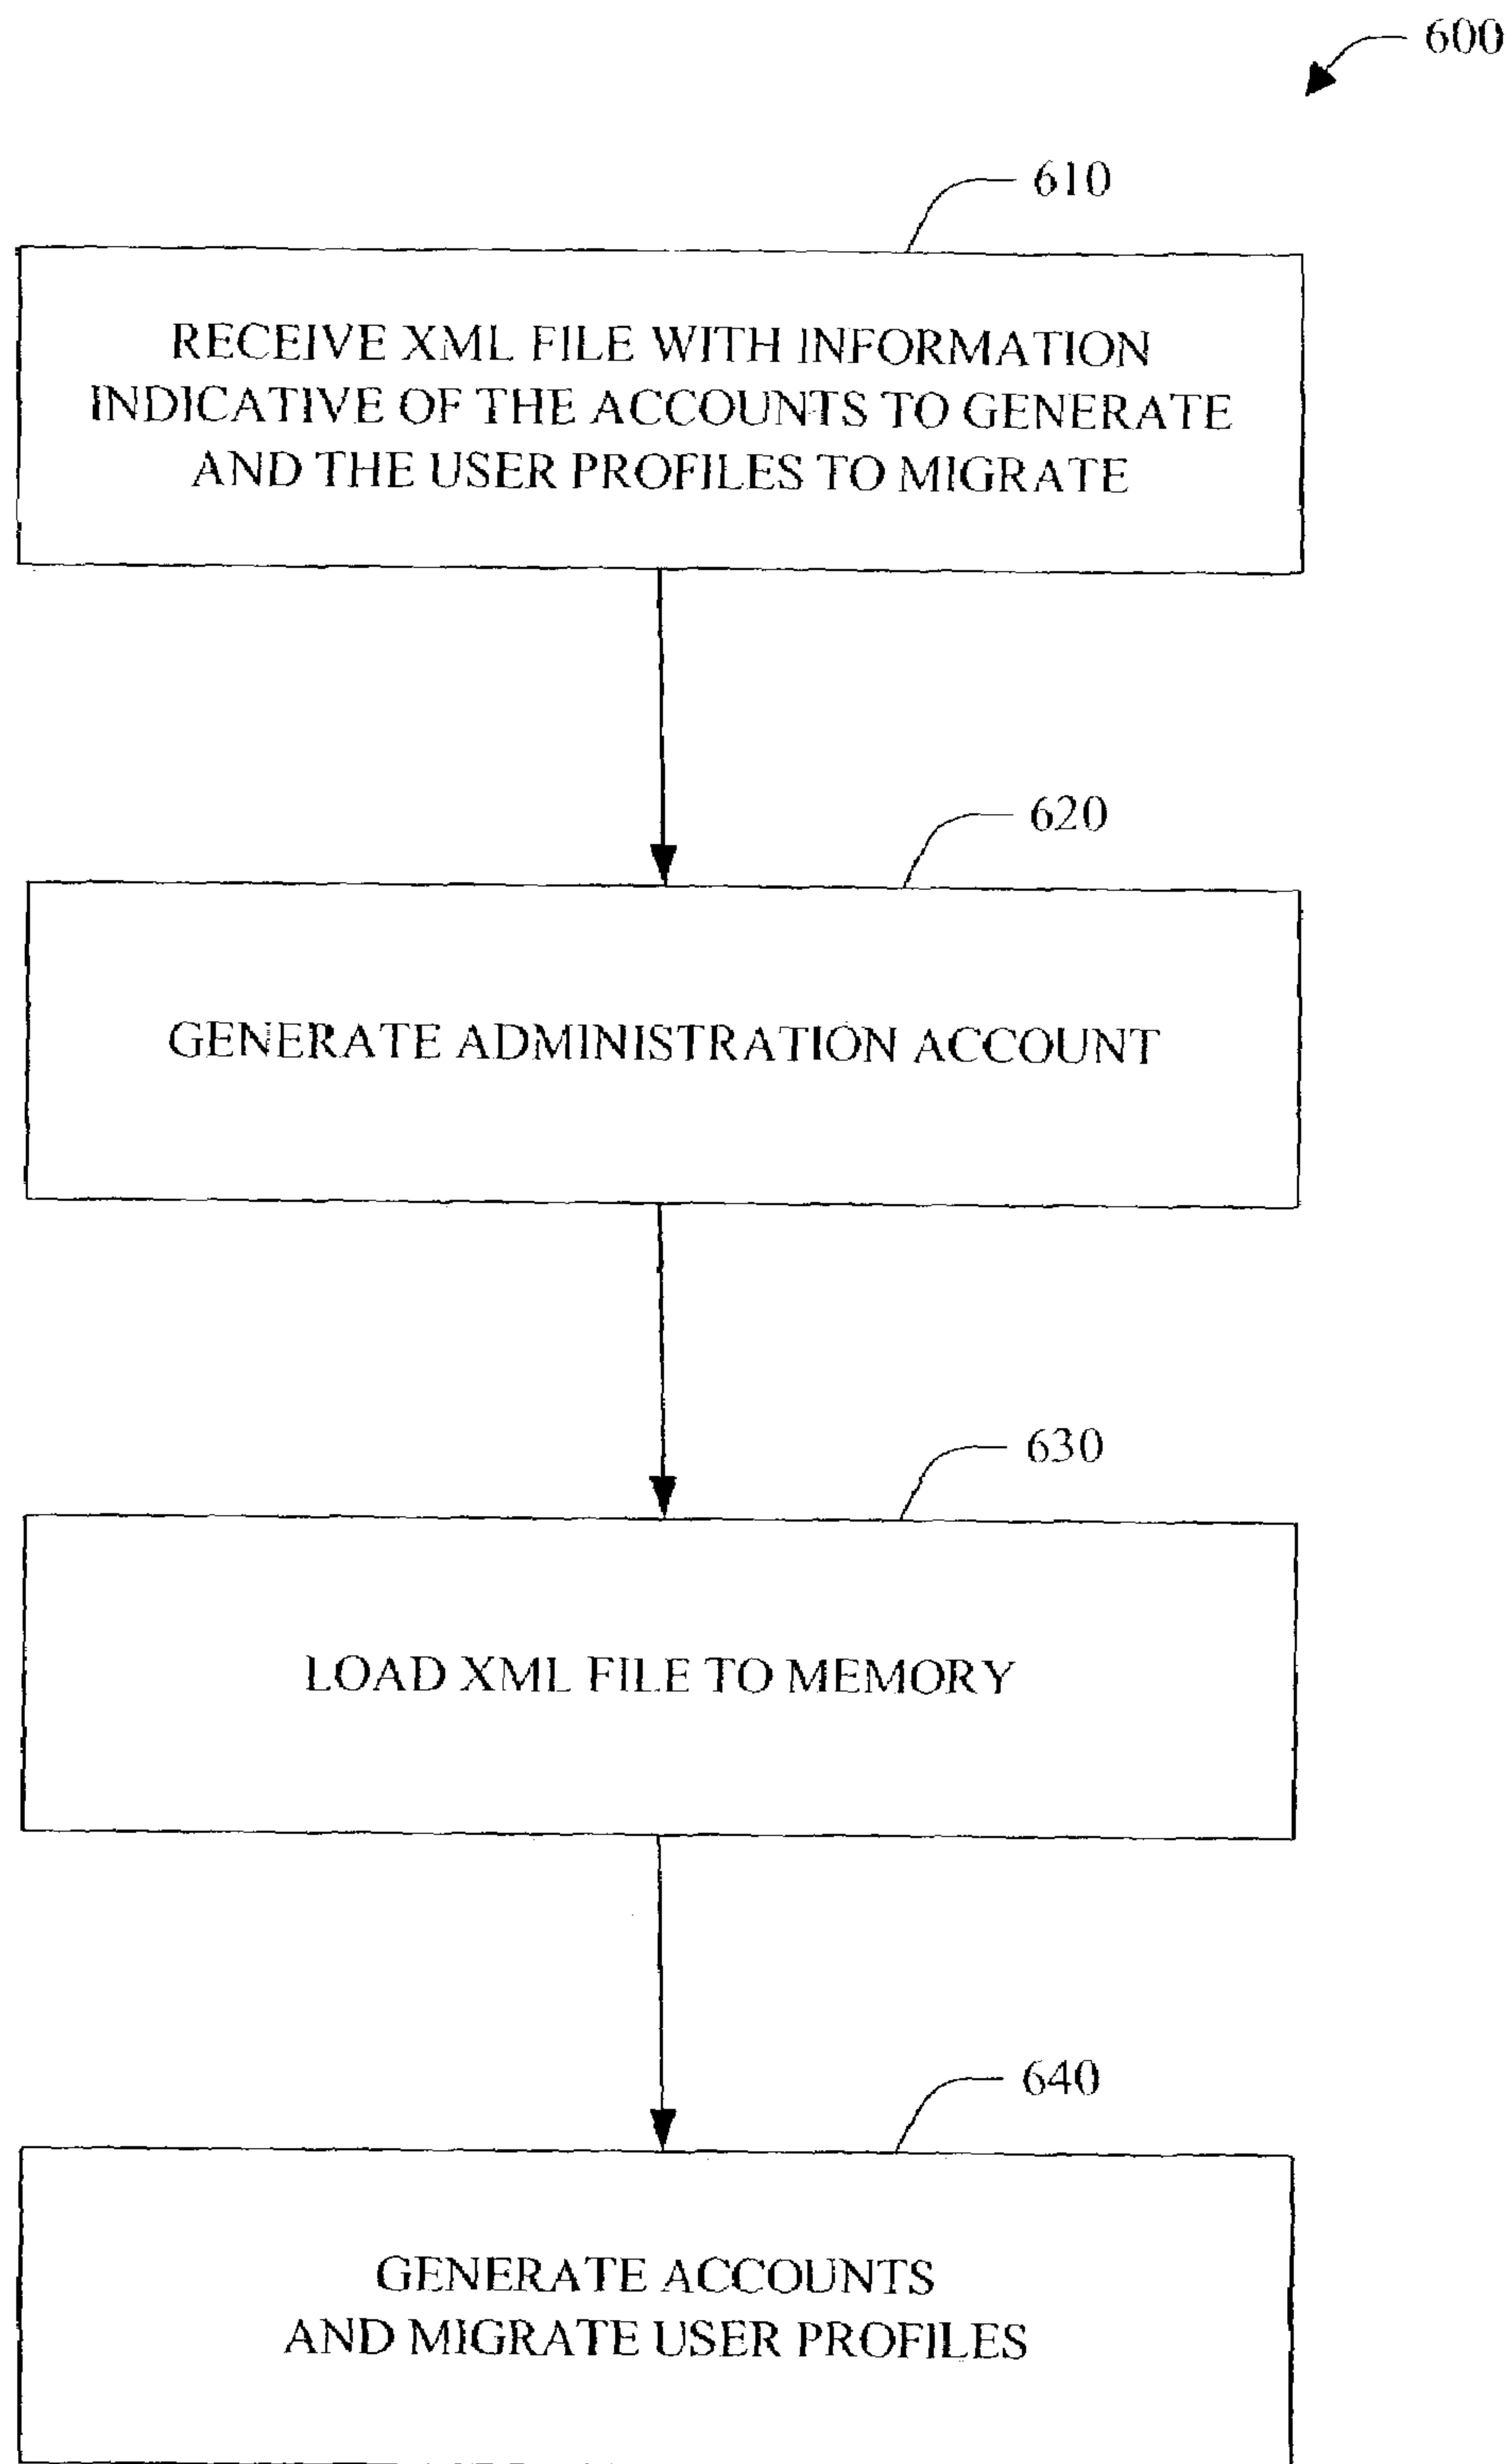 600
610
RECEIVE XML FILE WITH INFORMATION
INDICATIVE OF THE ACCOUNTS TO GENERATE
AND THE USER PROFILES TO MIGRATE
620
GENERATE ADMINISTRATION ACCOUNT
630
LOAD XML FILE TO MEMORY
640
GENERATE ACCOUNTS
AND MIGRATE USER PROFILES